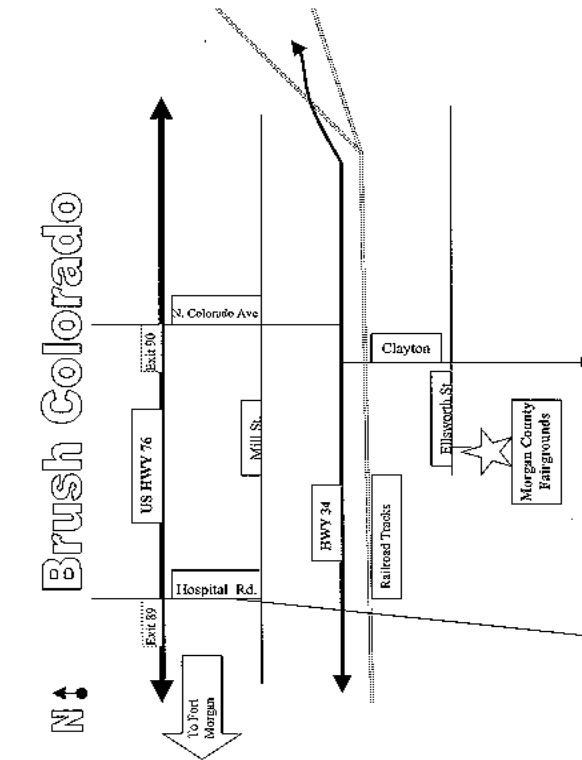 Brush Colorado
N
US HWY 76
Exit 90
Exit 89
N. Colorado Ave
Hospital Rd.
To Fort
Morgan
Mill St.
HWY 34
Clayton
Railroad Tracks
Ellsworth St
Morgan County
Fairgrounds